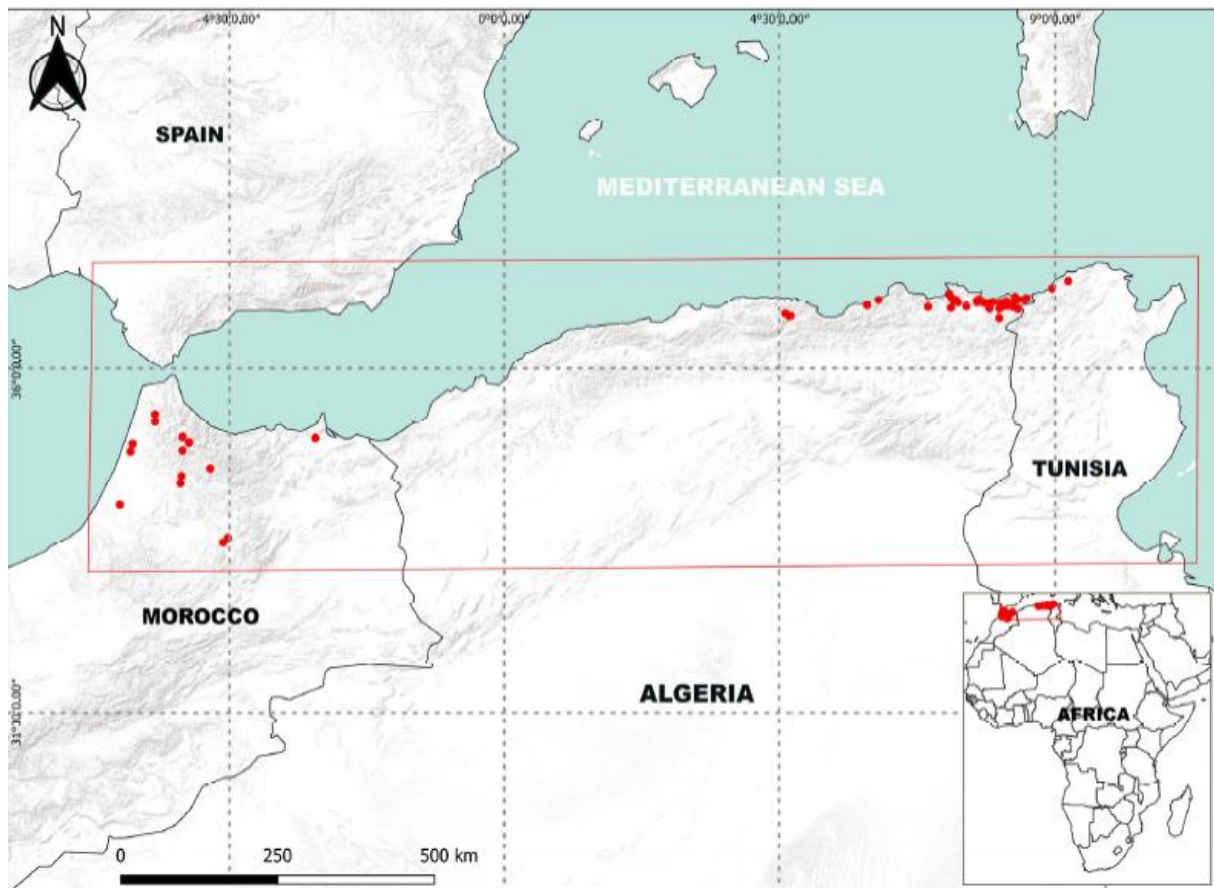 -4°30'0.00" 0°0'0.00" 4°30'0.00" 9°0'0.00"
N
SPAIN
MEDITERRANEAN SEA
36°0'0.00"
TUNISIA
MOROCCO
ALGERIA
31°30'0.00"
AFRICA
0 250 500 km